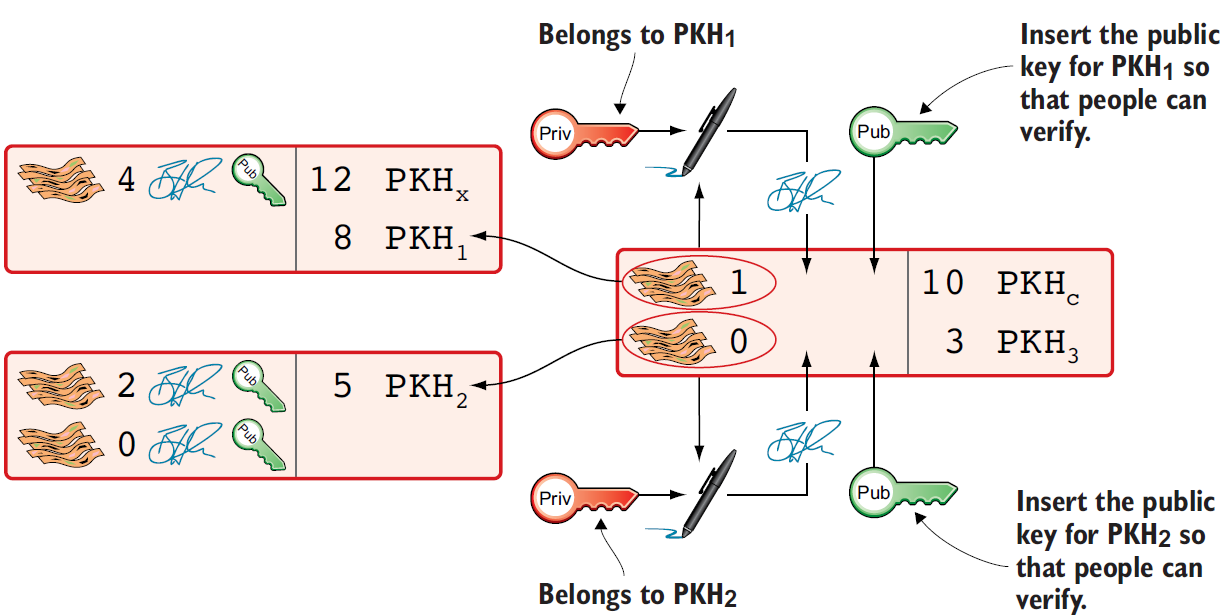 Belongs to PKH1
Insert the public
key for PKH1 so
that people can
verify.
Priv
Pub
4 Pub 12 PKHx
8 PKH1
1 10 PKHc
0 3 PKH3
2 Pub 5 PKH2
0 Pub
Priv
Pub
Belongs to PKH2
Insert the public
key for PKH2 so
that people can
verify.